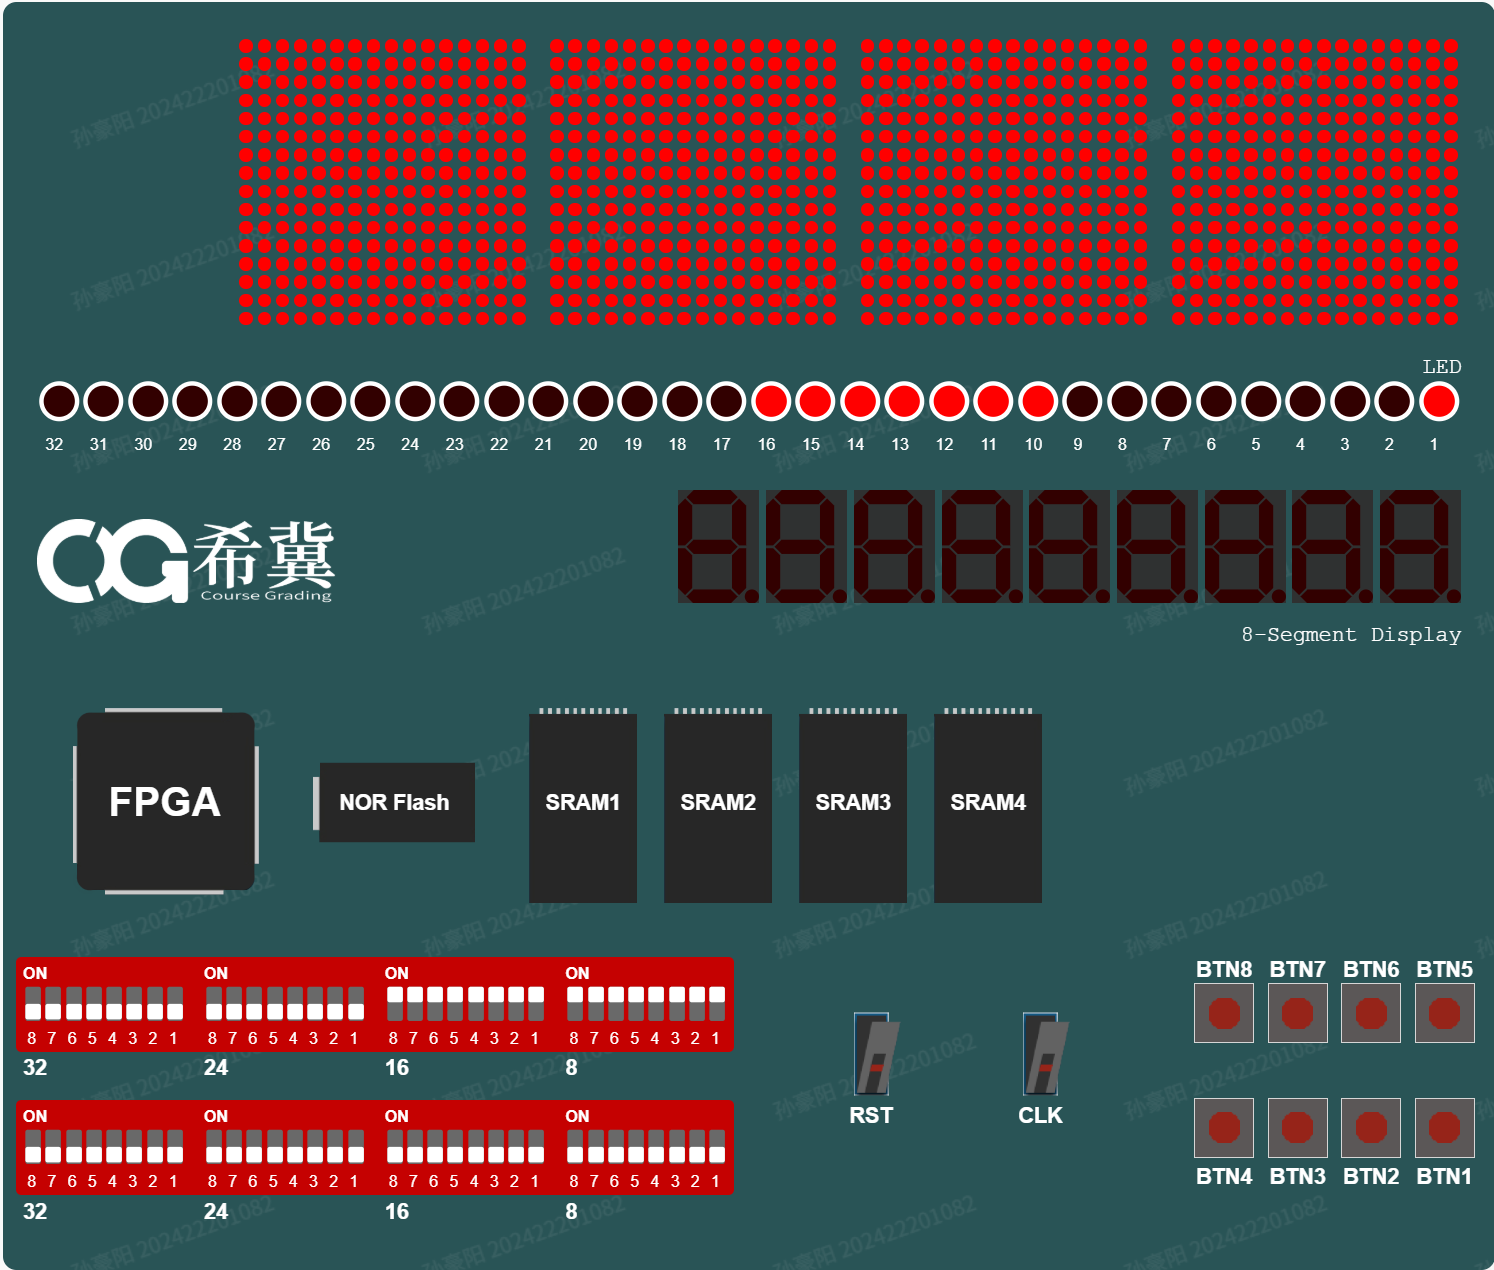 LED
32 31 30 29 28 27 26 25 24 23 22 21 20 19 18 17 16 15 14 13 12 11 10 9 8 7 6 5 4 3 2 1
CG希冀
Course Grading
8-Segment Display
FPGA
NOR Flash
SRAM1
SRAM2
SRAM3
SRAM4
ON ON ON ON
8 7 6 5 4 3 2 1 8 7 6 5 4 3 2 1 8 7 6 5 4 3 2 1 8 7 6 5 4 3 2 1
32 24 16 8
ON ON ON ON
8 7 6 5 4 3 2 1 8 7 6 5 4 3 2 1 8 7 6 5 4 3 2 1 8 7 6 5 4 3 2 1
32 24 16 8
RST
CLK
BTN8 BTN7 BTN6 BTN5
BTN4 BTN3 BTN2 BTN1
孙豪阳 202422201082